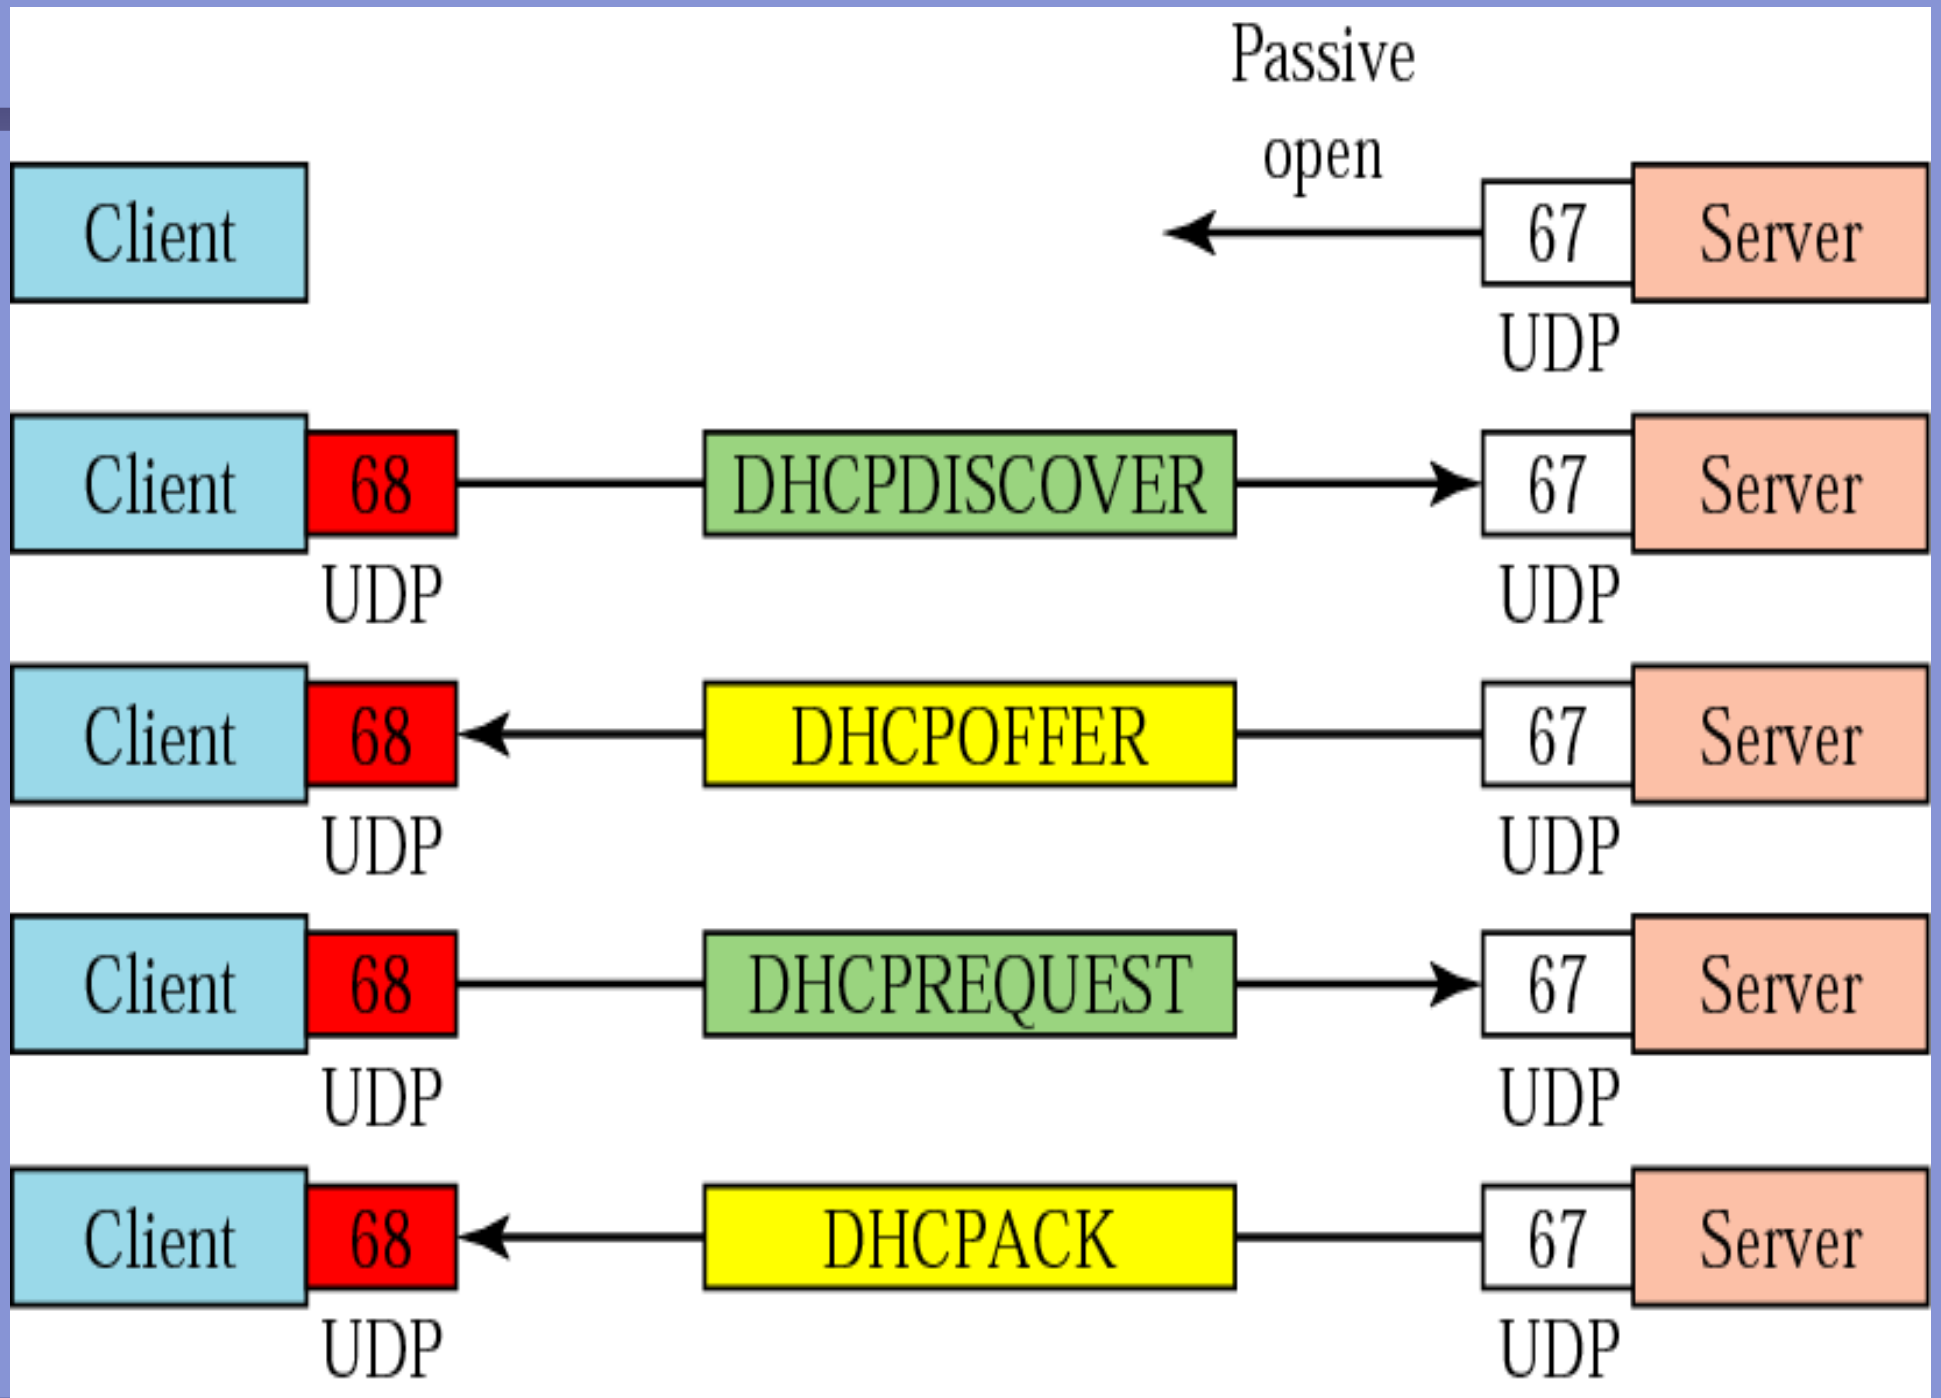 Passive
open
Client 67 Server
UDP
Client 68 DHCPDISCOVER 67 Server
UDP UDP
Client 68 DHCPOFFER 67 Server
UDP UDP
Client 68 DHCPREQUEST 67 Server
UDP UDP
Client 68 DHCPACK 67 Server
UDP UDP